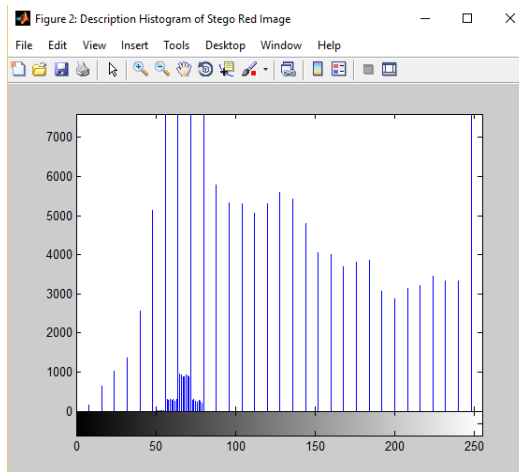 Figure 2: Description Histogram of Stego Red Image
File Edit View Insert Tools Desktop Window Help
7000
6000
5000
4000
3000
2000
1000
0
0 50 100 150 200 250